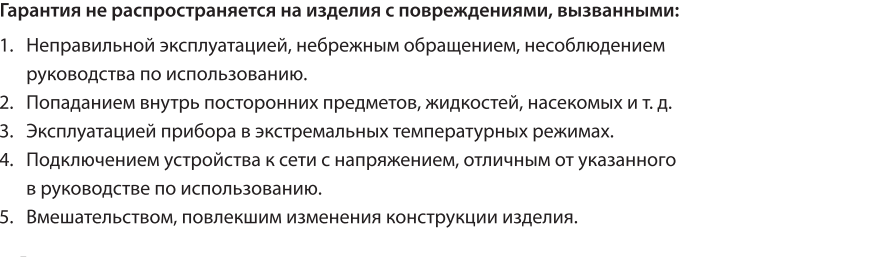 Гарантия не распространяется на изделия с повреждениями, вызванными:
1. Неправильной эксплуатацией, небрежным обращением, несоблюдением
руководства по использованию.
2. Попаданием внутрь посторонних предметов, жидкостей, насекомых и т. д.
3. Эксплуатацией прибора в экстремальных температурных режимах.
4. Подключением устройства к сети с напряжением, отличным от указанного
в руководстве по использованию.
5. Вмешательством, повлекшим изменения конструкции изделия.